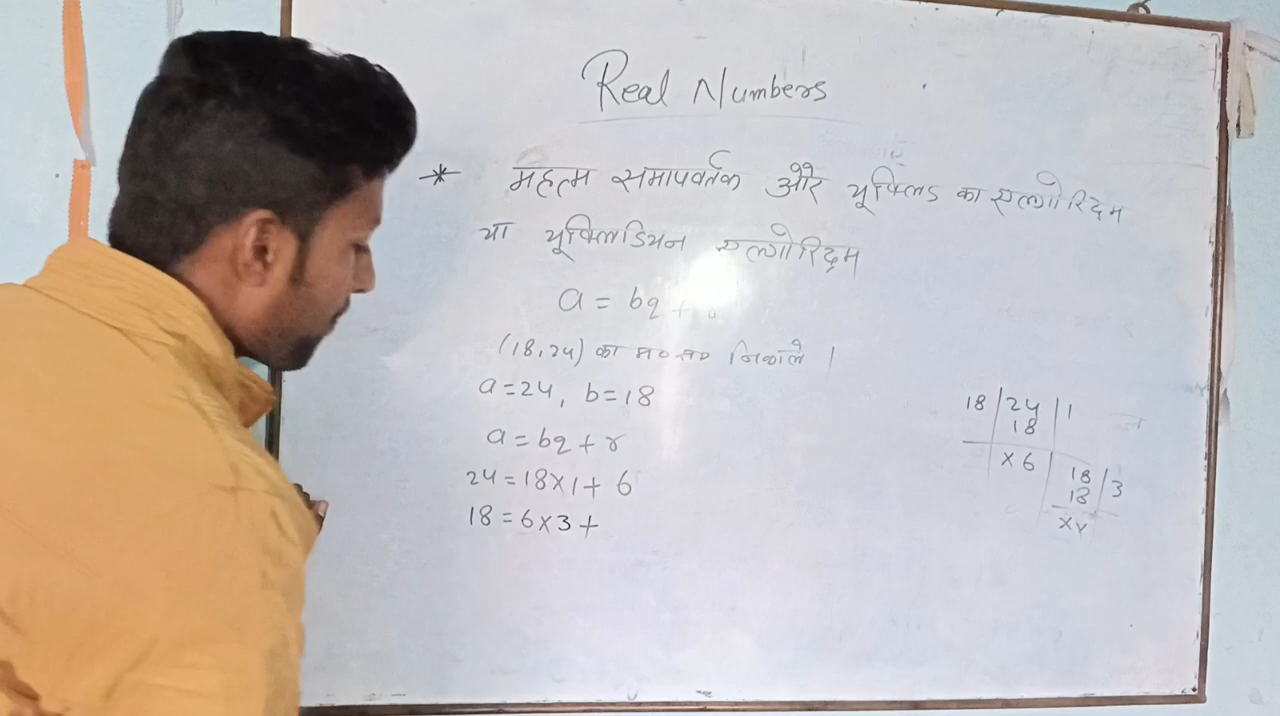 Real Numbers
* महत्म समापवर्तक और यूक्लिड का एल्गोरिदम
या यूक्लिडियन एल्गोरिद्म
a = bq +
(18,24) का म० स० निकाले ।
a=24, b=18
a = bq + r
24 = 18×1 + 6
18 = 6×3 +
18 | 24 | 1
18
× 6 | 18 | 3
18
××